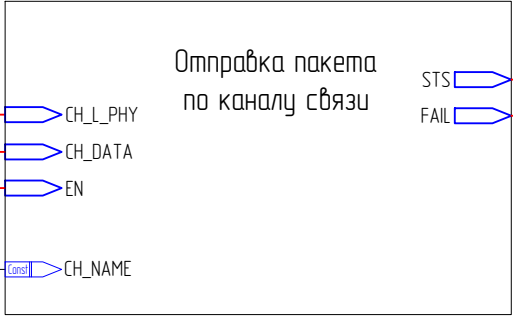 Отправка пакета
по каналу связи
STS
FAIL
CH_L_PHY
CH_DATA
EN
Const
CH_NAME